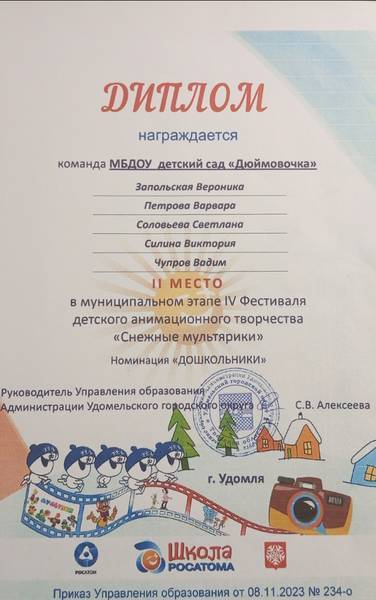 ДИПЛОМ
награждается
команда МБДОУ детский сад «Дюймовочка»
Запольская Вероника
Петрова Варвара
Соловьева Светлана
Силина Виктория
Чупров Вадим
II МЕСТО
в муниципальном этапе IV Фестиваля
детского анимационного творчества
«Снежные мультярики»
Номинация «ДОШКОЛЬНИКИ»
Руководитель Управления образования
Администрации Удомельского городского округа
С.В. Алексеева
г. Удомля
РОСАТОМ
Школа
РОСАТОМА
Приказ Управления образования от 08.11.2023 № 234-о